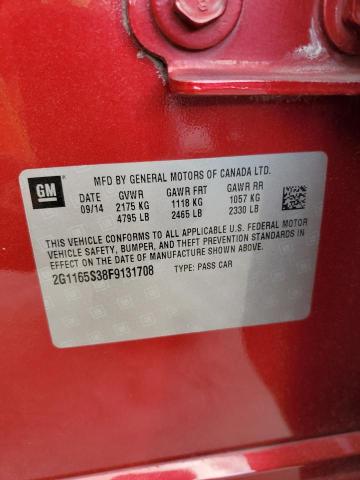 GM
MFD BY GENERAL MOTORS OF CANADA LTD.
DATE GVWR GAWR FRT GAWR RR
09/14 2175 KG 1118 KG 1057 KG
4795 LB 2465 LB 2330 LB
THIS VEHICLE CONFORMS TO ALL APPLICABLE U.S. FEDERAL MOTOR
VEHICLE SAFETY, BUMPER, AND THEFT PREVENTION STANDARDS
IN EFFECT ON THE DATE OF MANUFACTURE SHOWN ABOVE.
2G1165S38F9131708 TYPE: PASS CAR